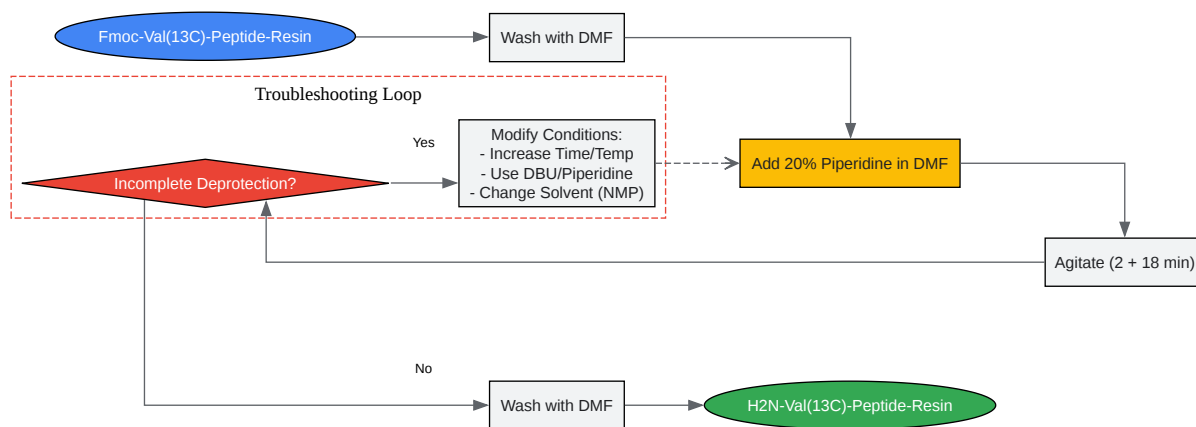 Fmoc-Val(13C)-Peptide-Resin
Wash with DMF
Troubleshooting Loop
Yes
Modify Conditions:
- Increase Time/Temp
- Use DBU/Piperidine
- Change Solvent (NMP)
Add 20% Piperidine in DMF
Incomplete Deprotection?
Agitate (2 + 18 min)
No
Wash with DMF
H2N-Val(13C)-Peptide-Resin